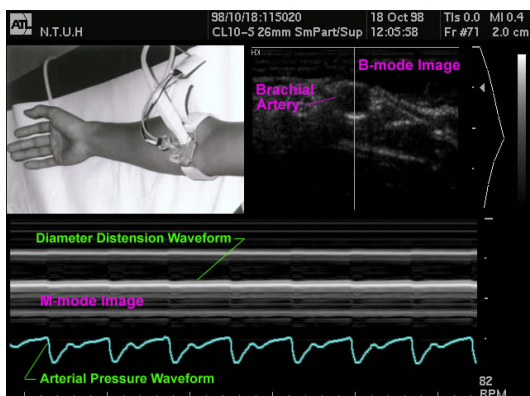 ATL
N.T.U.H
98/10/18:115020
CL10-5 26mm SmPart/Sup
18 Oct 98
12:05:58
TIs 0.0 MI 0.4
Fr #71 2.0 cm
B-mode Image
Brachial
Artery
Diameter Distension Waveform
M-mode Image
Arterial Pressure Waveform
82
BPM